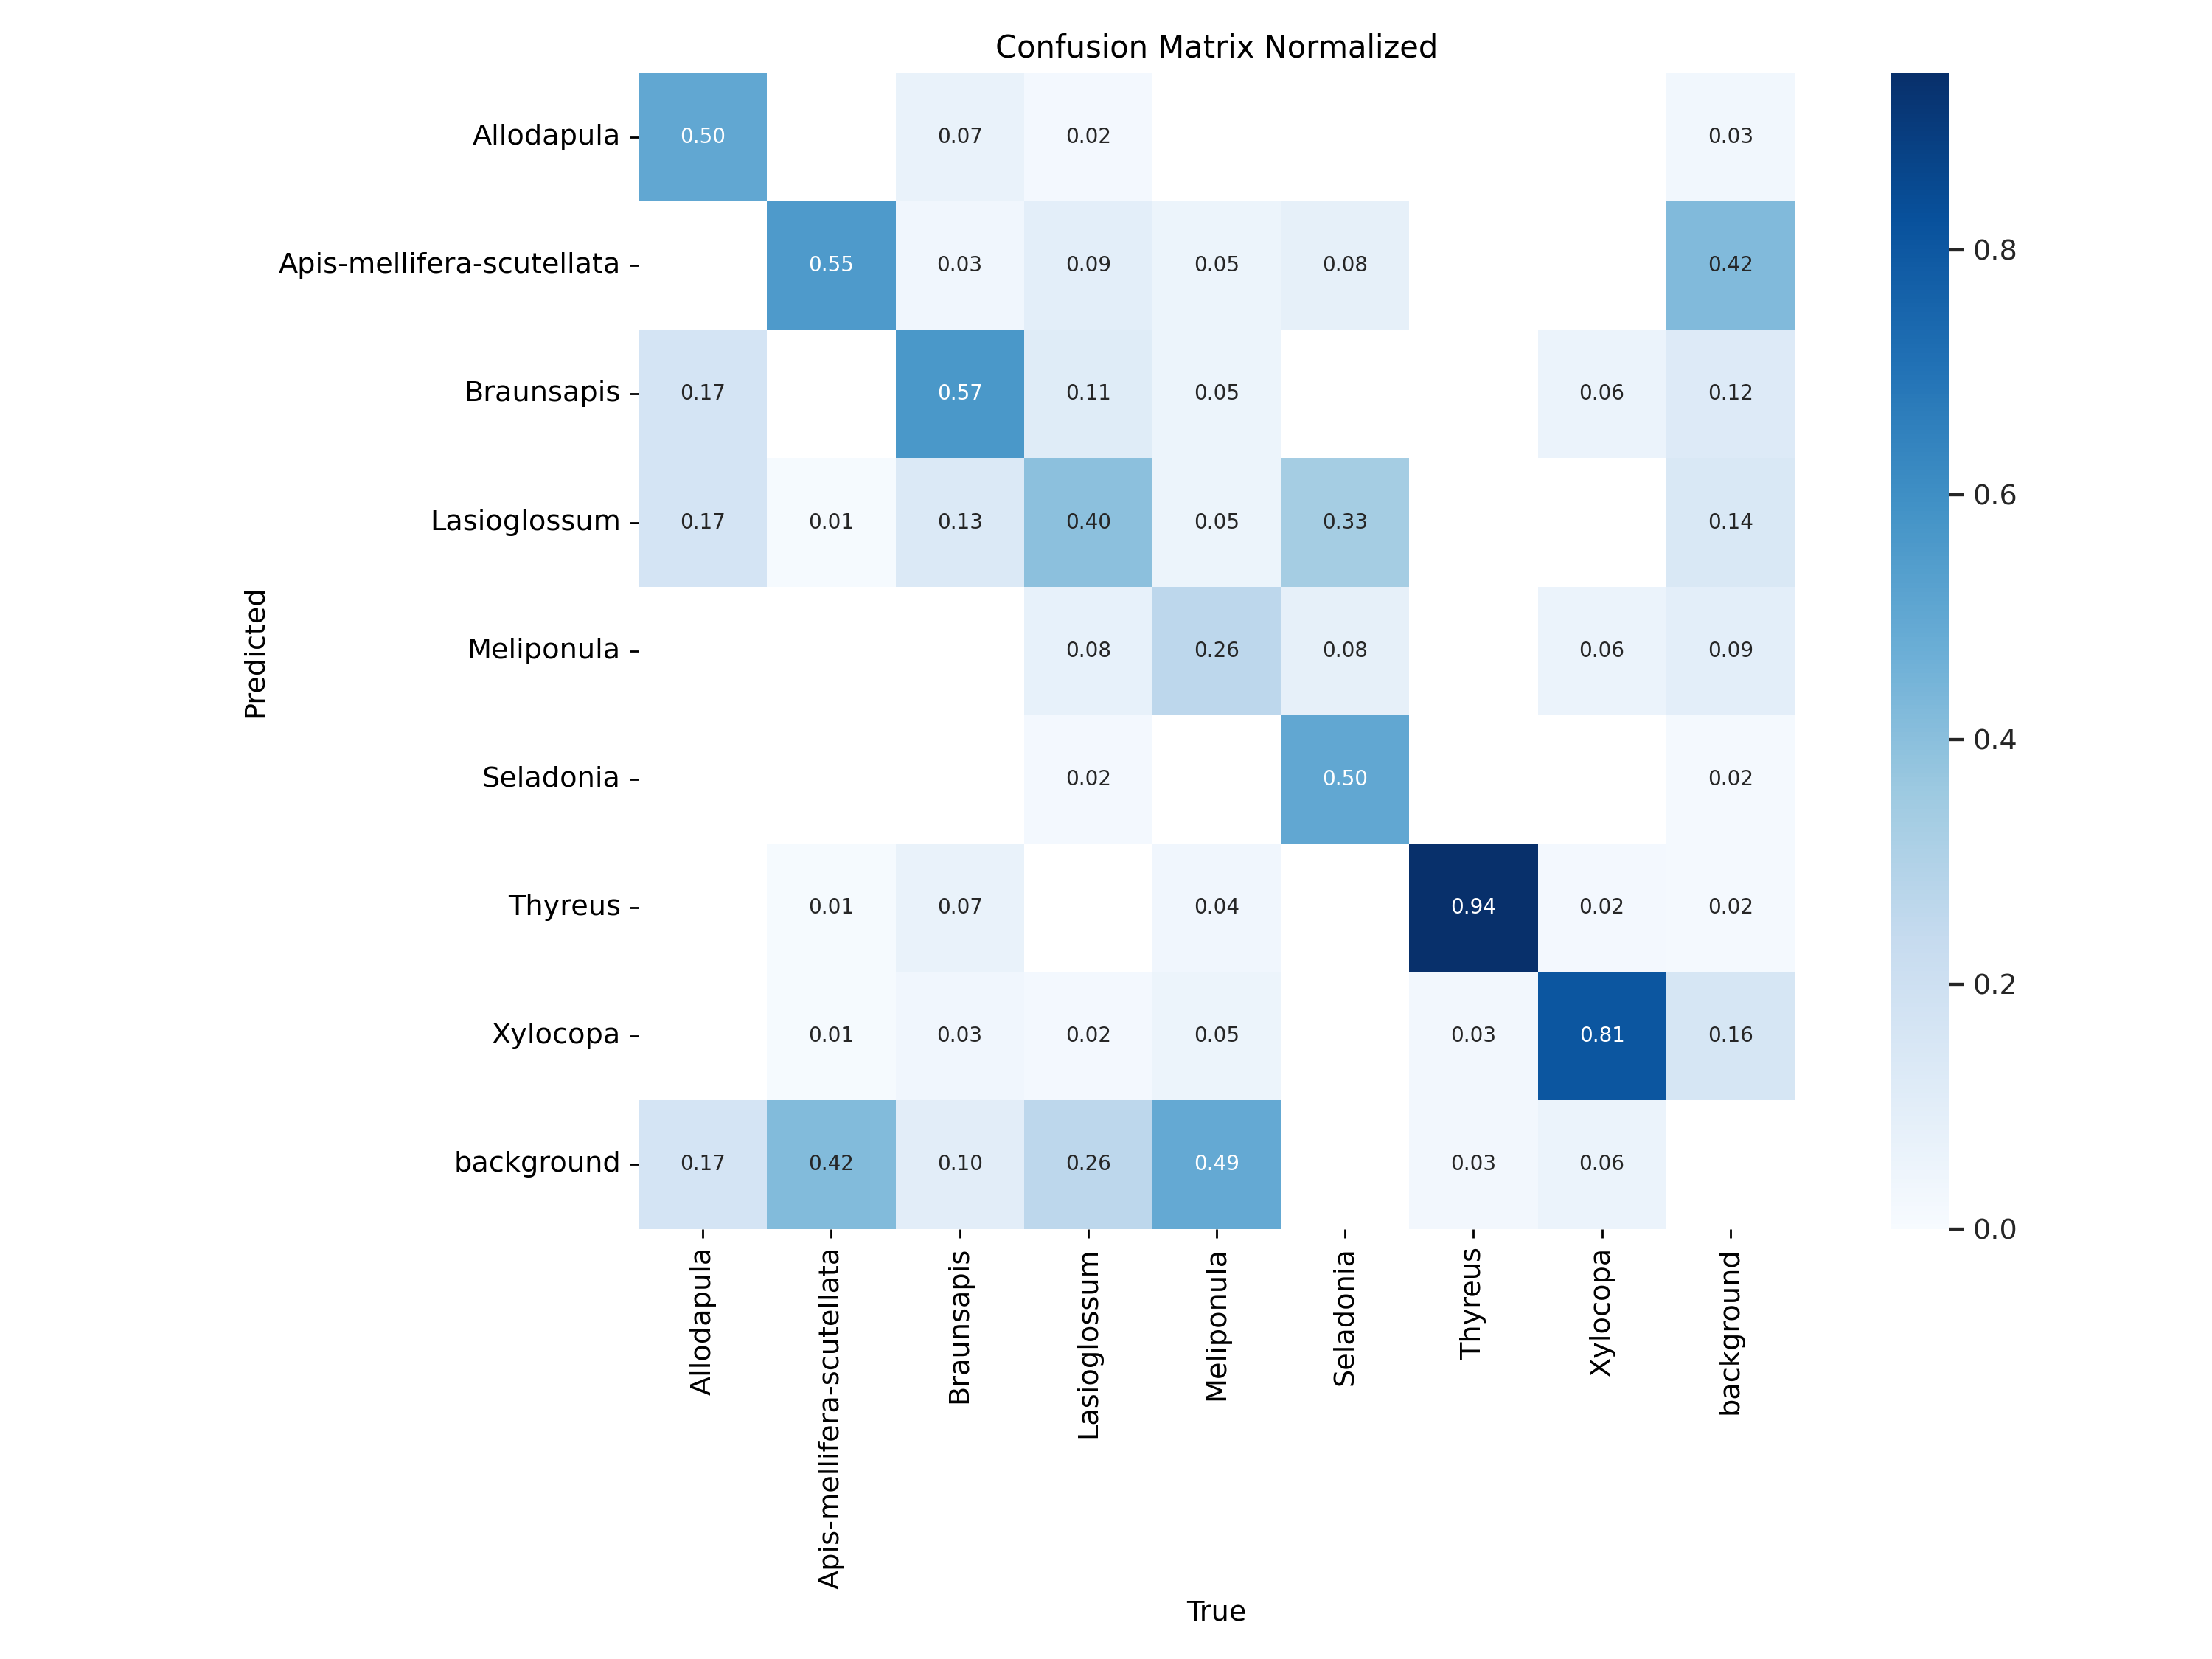 Confusion Matrix Normalized
Allodapula 0.50 0.07 0.02 0.03
Apis-mellifera-scutellata 0.55 0.03 0.09 0.05 0.08 0.42
Braunsapis 0.17 0.57 0.11 0.05 0.06 0.12
Lasioglossum 0.17 0.01 0.13 0.40 0.05 0.33 0.14
Meliponula 0.08 0.26 0.08 0.06 0.09
Seladonia 0.02 0.50 0.02
Thyreus 0.01 0.07 0.04 0.94 0.02 0.02
Xylocopa 0.01 0.03 0.02 0.05 0.03 0.81 0.16
background 0.17 0.42 0.10 0.26 0.49 0.03 0.06
Predicted
Allodapula
Apis-mellifera-scutellata
Braunsapis
Lasioglossum
Meliponula
Seladonia
Thyreus
Xylocopa
background
True
0.8
0.6
0.4
0.2
0.0